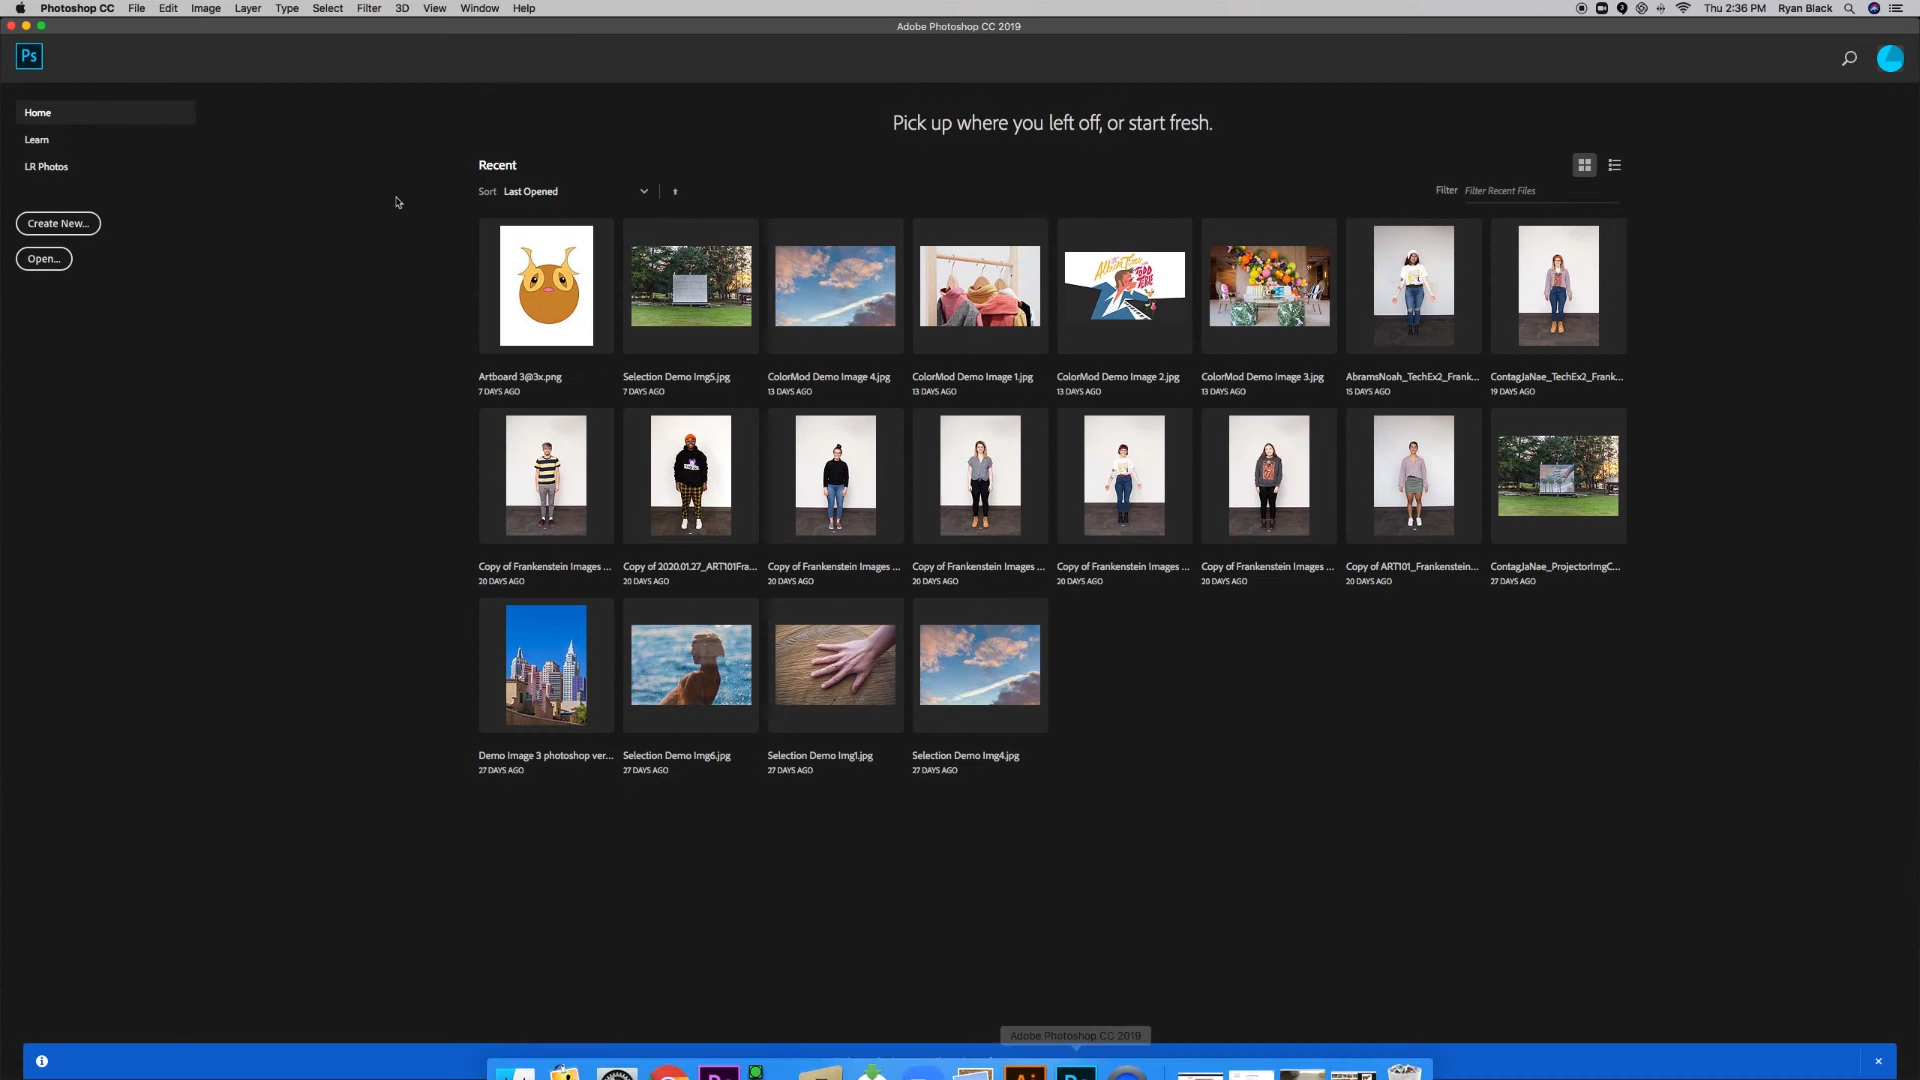 Photoshop CC File Edit Image Layer Type Select Filter 3D View Window Help
Thu 2:36 PM Ryan Black
Adobe Photoshop CC 2019
Ps
Home
Learn
LR Photos
Create New...
Open...
Pick up where you left off, or start fresh.
Recent
Sort Last Opened
Filter Filter Recent Files
Artboard 3@3x.png
7 DAYS AGO
Selection Demo Img5.jpg
7 DAYS AGO
ColorMod Demo Image 4.jpg
13 DAYS AGO
ColorMod Demo Image 1.jpg
13 DAYS AGO
ColorMod Demo Image 2.jpg
13 DAYS AGO
ColorMod Demo Image 3.jpg
13 DAYS AGO
AbramsNoah_TechEx2_Frank...
15 DAYS AGO
ContagJaNae_TechEx2_Frank...
19 DAYS AGO
Copy of Frankenstein Images ...
20 DAYS AGO
Copy of 2020.01.27_ART101Fra...
20 DAYS AGO
Copy of Frankenstein Images ...
20 DAYS AGO
Copy of Frankenstein Images ...
20 DAYS AGO
Copy of Frankenstein Images ...
20 DAYS AGO
Copy of Frankenstein Images ...
20 DAYS AGO
Copy of ART101_Frankenstein...
20 DAYS AGO
ContagJaNae_ProjectorImgC...
27 DAYS AGO
Demo Image 3 photoshop ver...
27 DAYS AGO
Selection Demo Img6.jpg
27 DAYS AGO
Selection Demo Img1.jpg
27 DAYS AGO
Selection Demo Img4.jpg
27 DAYS AGO
Adobe Photoshop CC 2019